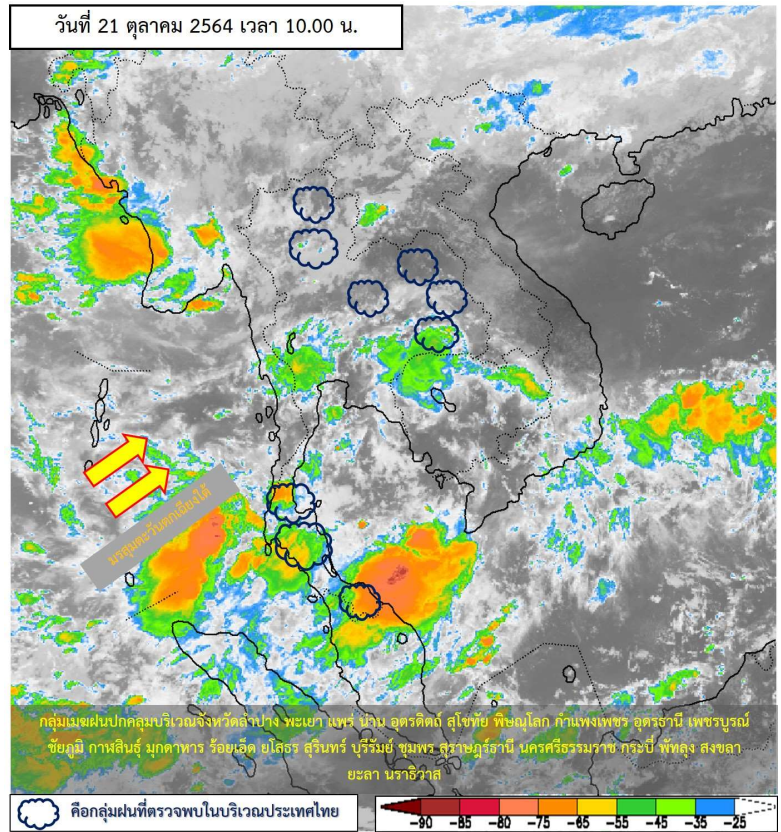 วันที่ 21 ตุลาคม 2564 เวลา 10.00 น.
มรสุมตะวันตกเฉียงใต้
กลุ่มเมฆฝนปกคลุมบริเวณจังหวัดลำปาง พะเยา แพร่ น่าน อุตรดิตถ์ สุโขทัย พิษณุโลก กำแพงเพชร อุดรธานี เพชรบูรณ์
ชัยภูมิ กาฬสินธุ์ มุกดาหาร ร้อยเอ็ด ยโสธร สุรินทร์ บุรีรัมย์ ชุมพร สุราษฎร์ธานี นครศรีธรรมราช กระบี่ พัทลุง สงขลา
ยะลา นราธิวาส
คือกลุ่มฝนที่ตรวจพบในบริเวณประเทศไทย
-90 -85 -80 -75 -65 -55 -45 -35 -25